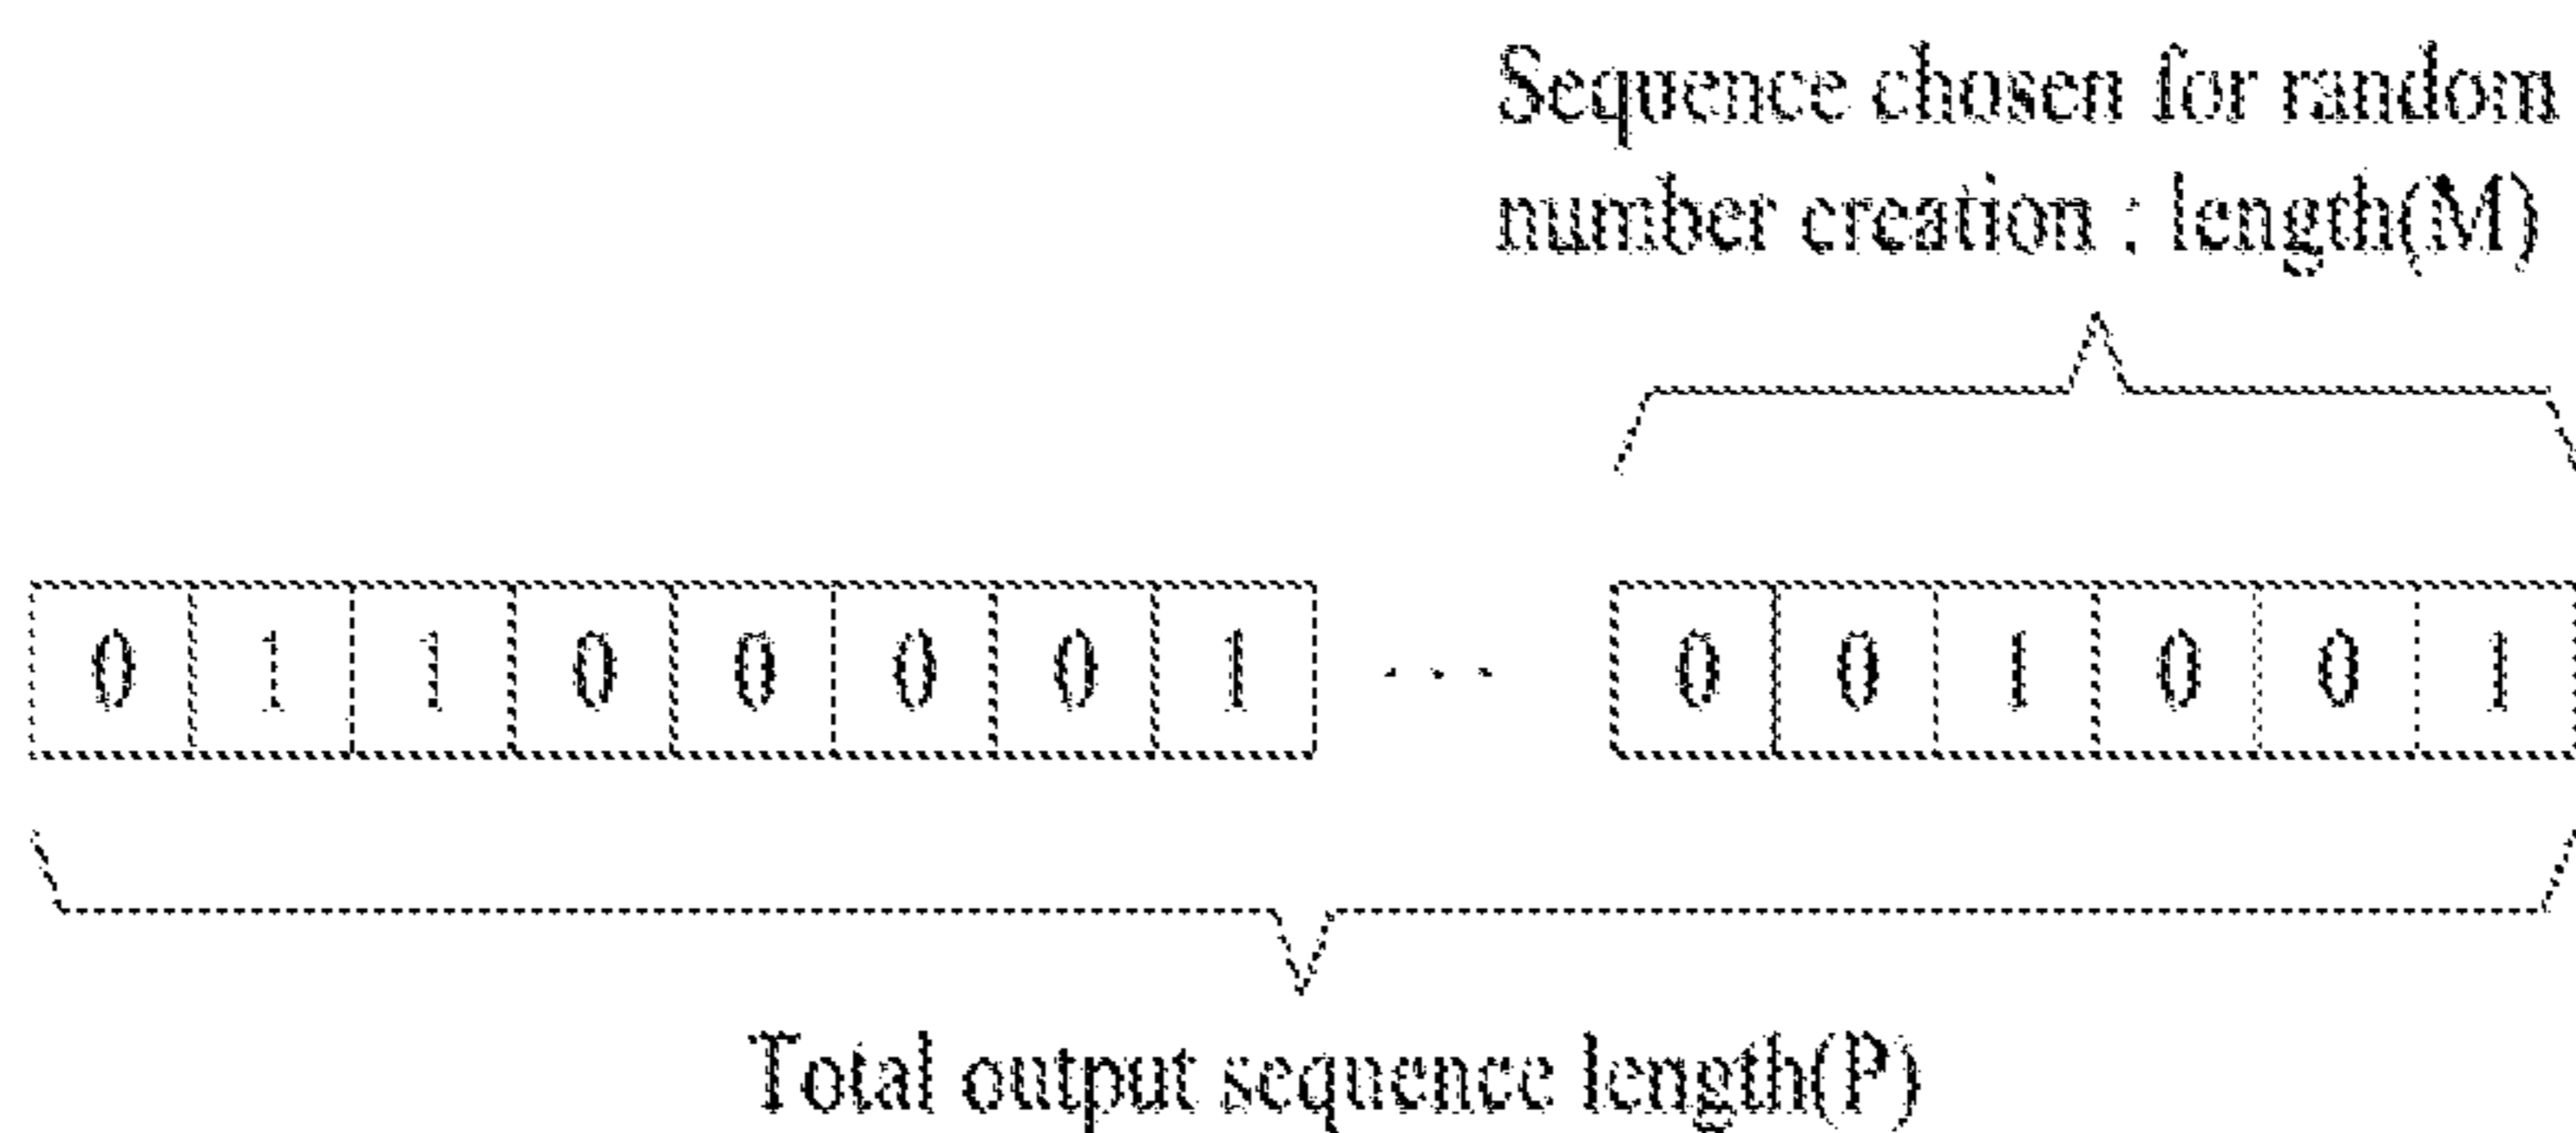 Sequence chosen for random
number creation : length(M)
0 1 1 0 0 0 0 1 ... 0 0 1 0 0 1
Total output sequence length(P)